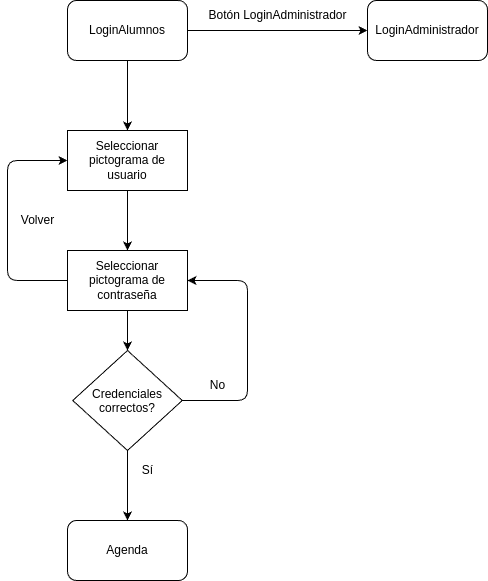 Botón LoginAdministrador
LoginAlumnos
LoginAdministrador
Seleccionar
pictograma de
usuario
Volver
Seleccionar
pictograma de
contraseña
No
Credenciales
correctos?
Sí
Agenda